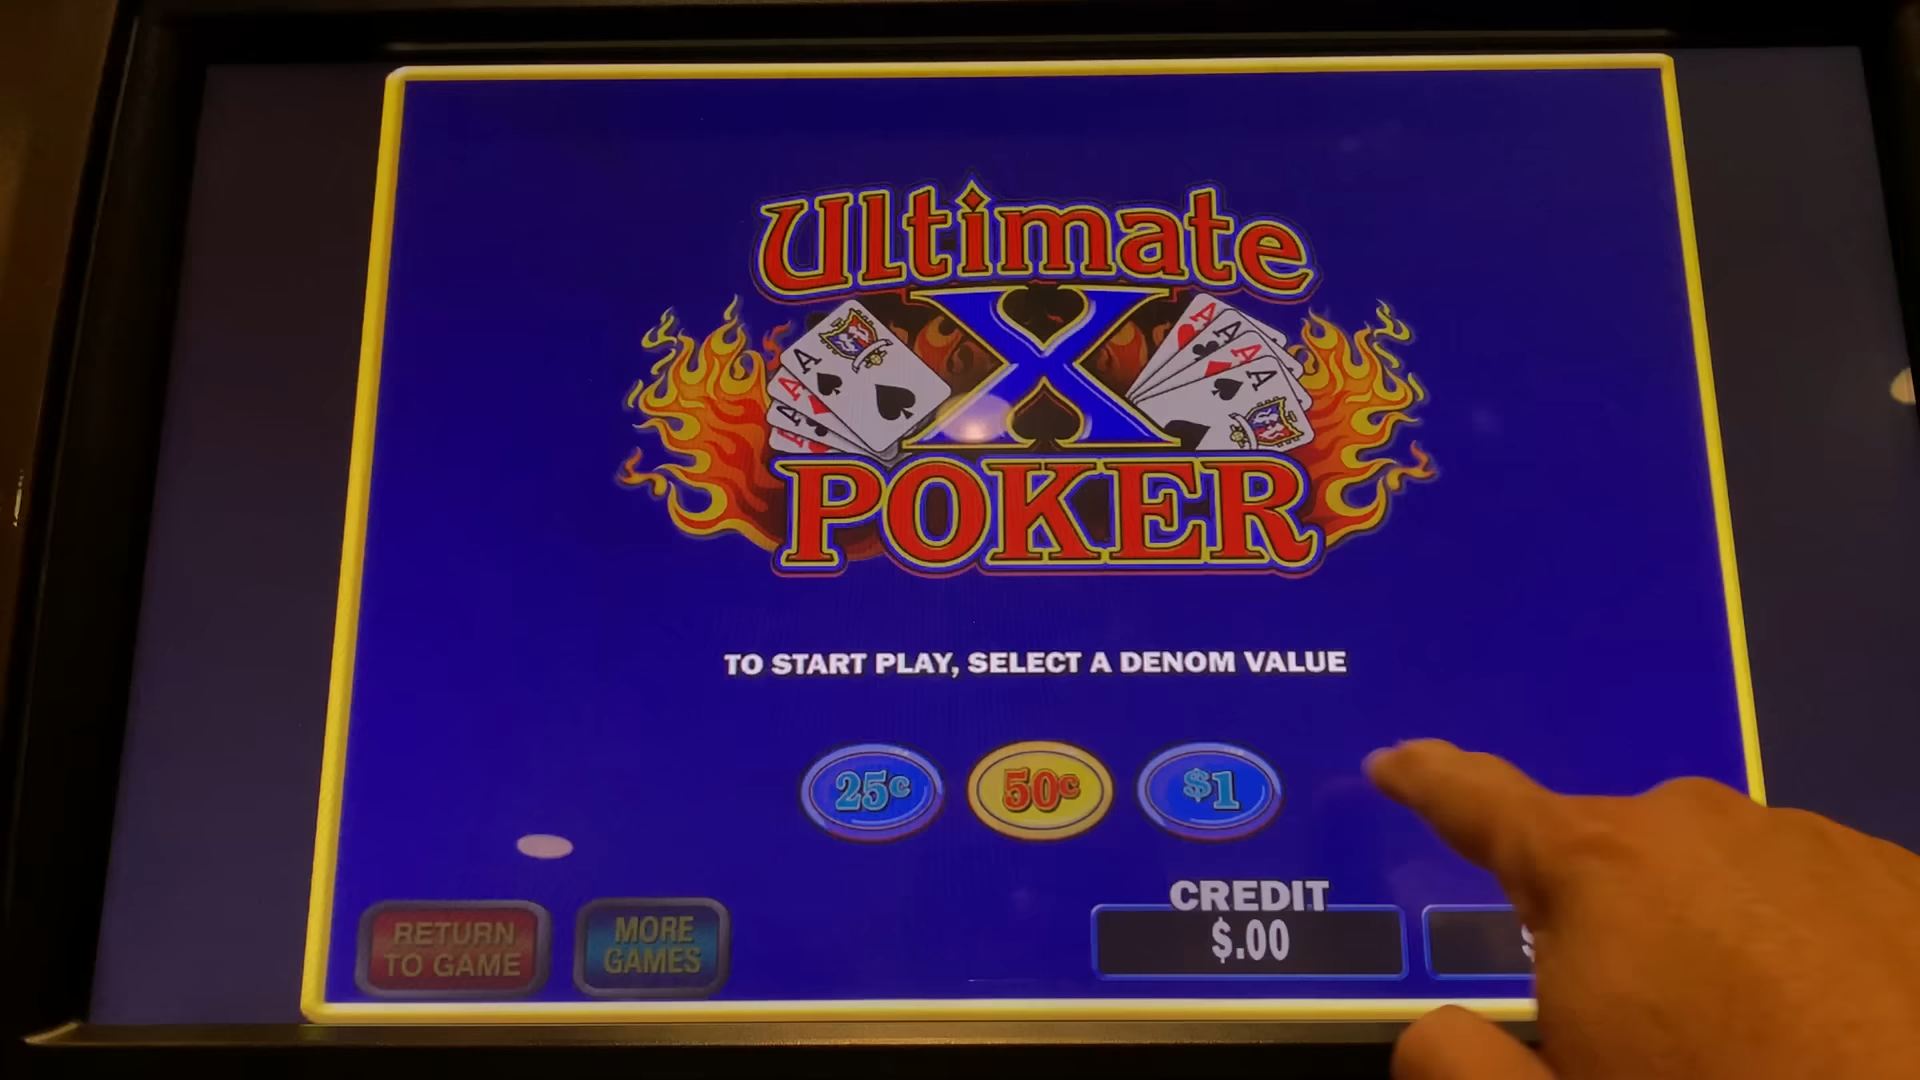 Ultimate
X
POKER
A
A
A
A
A
A
A
A
TO START PLAY, SELECT A DENOM VALUE
25¢
50¢
$1
RETURN
TO GAME
MORE
GAMES
CREDIT
$.00